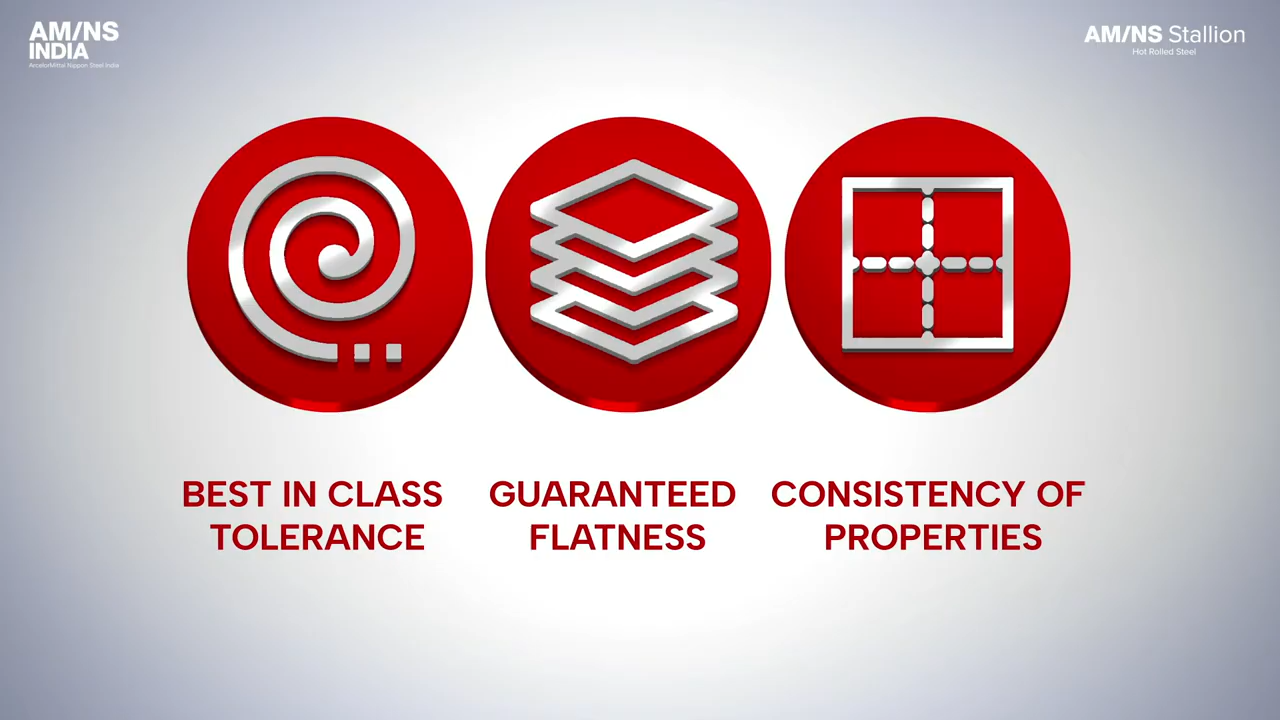 AM/NS
INDIA
ArcelorMittal Nippon Steel India
AM/NS Stallion
Hot Rolled Steel
BEST IN CLASS
TOLERANCE
GUARANTEED
FLATNESS
CONSISTENCY OF
PROPERTIES